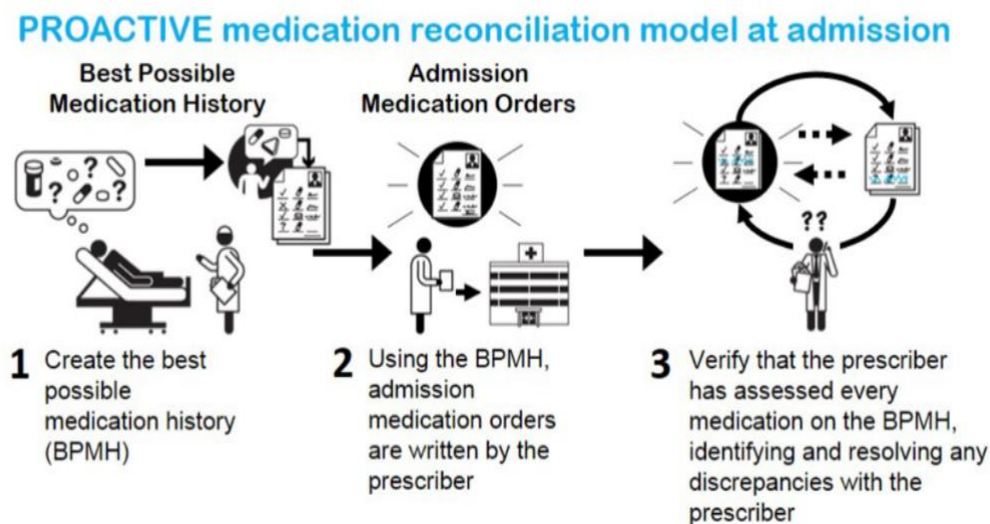 PROACTIVE medication reconciliation model at admission
Best Possible
Medication History
Admission
Medication Orders
? ? ? ?
??
1 Create the best
possible
medication history
(BPMH)
2 Using the BPMH,
admission
medication orders
are written by the
prescriber
3 Verify that the prescriber
has assessed every
medication on the BPMH,
identifying and resolving any
discrepancies with the
prescriber